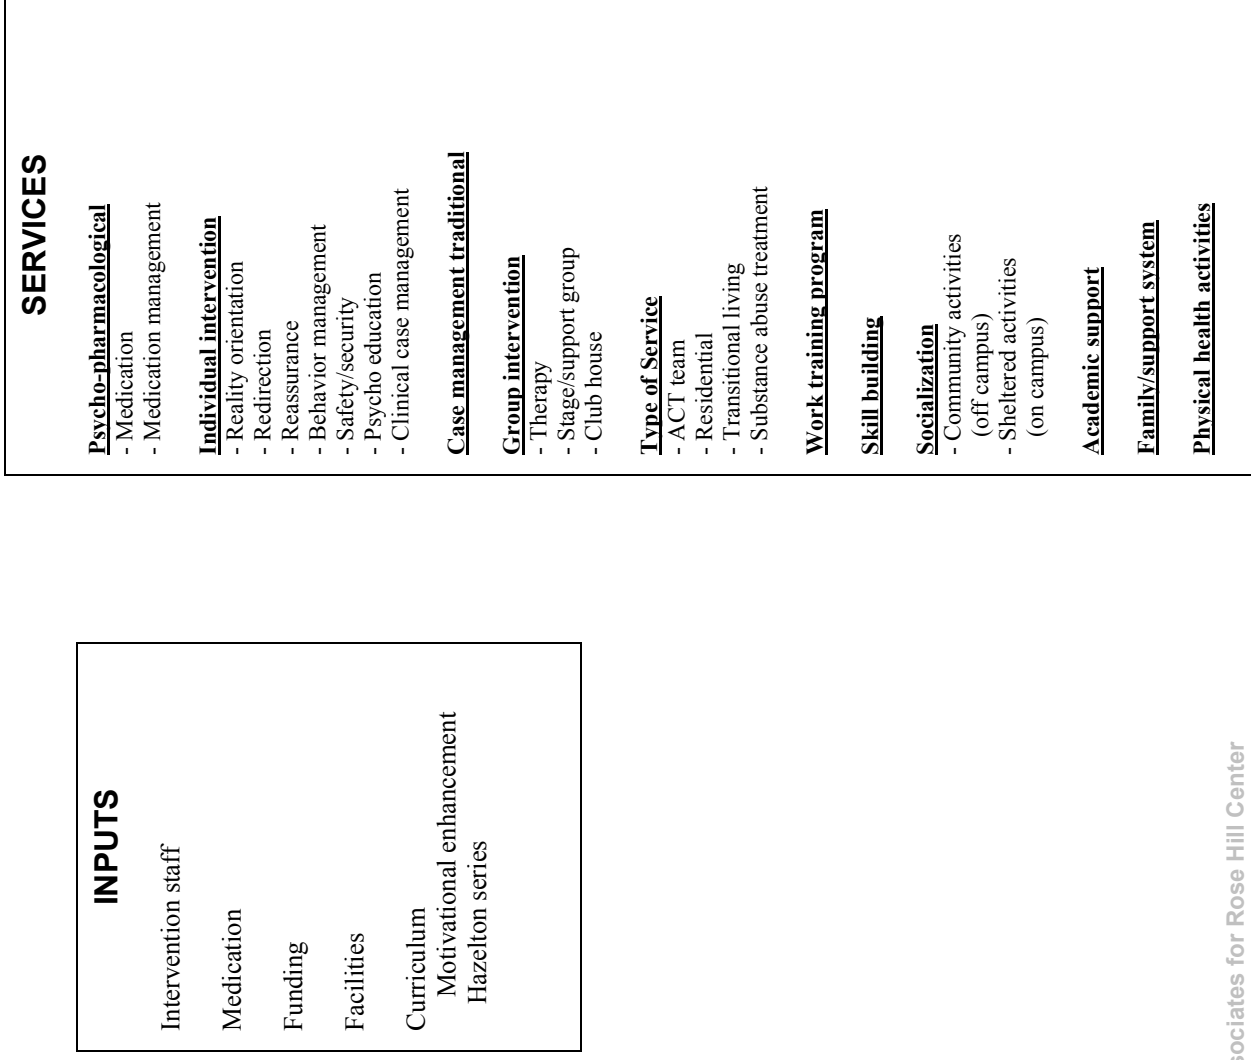 INPUTS
Intervention staff
Medication
Funding
Facilities
Curriculum
Motivational enhancement
Hazelton series
SERVICES
Psycho-pharmacological
- Medication
- Medication management
Individual intervention
- Reality orientation
- Redirection
- Reassurance
- Behavior management
- Safety/security
- Psycho education
- Clinical case management
Case management traditional
Group intervention
- Therapy
- Stage/support group
- Club house
Type of Service
- ACT team
- Residential
- Transitional living
- Substance abuse treatment
Work training program
Skill building
Socialization
- Community activities
(off campus)
- Sheltered activities
(on campus)
Academic support
Family/support system
Physical health activities
for Rose Hill Center